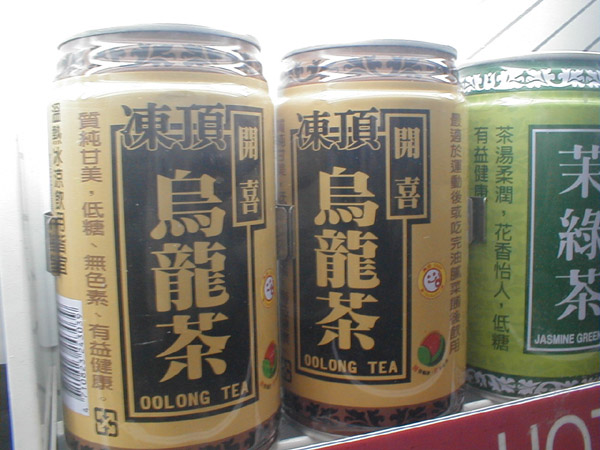 質純甘美，低糖、無色素、有益健康。
凍頂
開喜
烏龍茶
OOLONG TEA
凍頂
開喜
烏龍茶
OOLONG TEA
茶湯柔潤，花香怡人，低糖
有益健康
茉綠茶
JASMINE GREEN
HOT